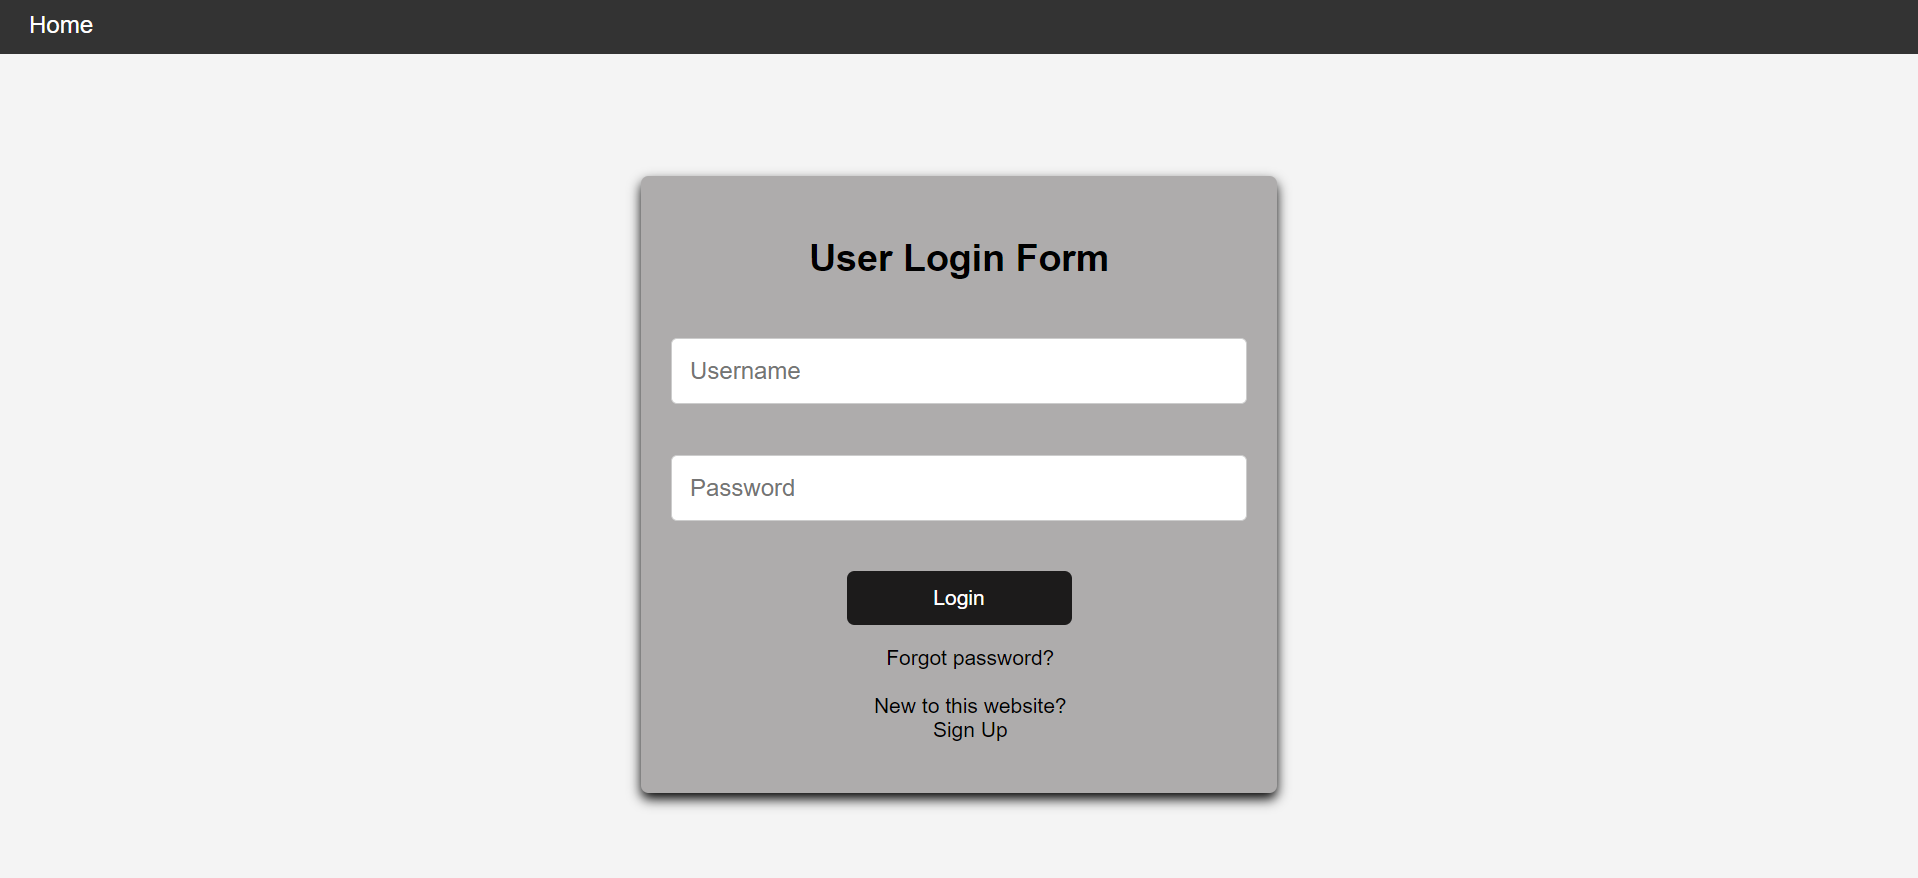 Home
User Login Form
Username
Password
Login
Forgot password?
New to this website?
Sign Up